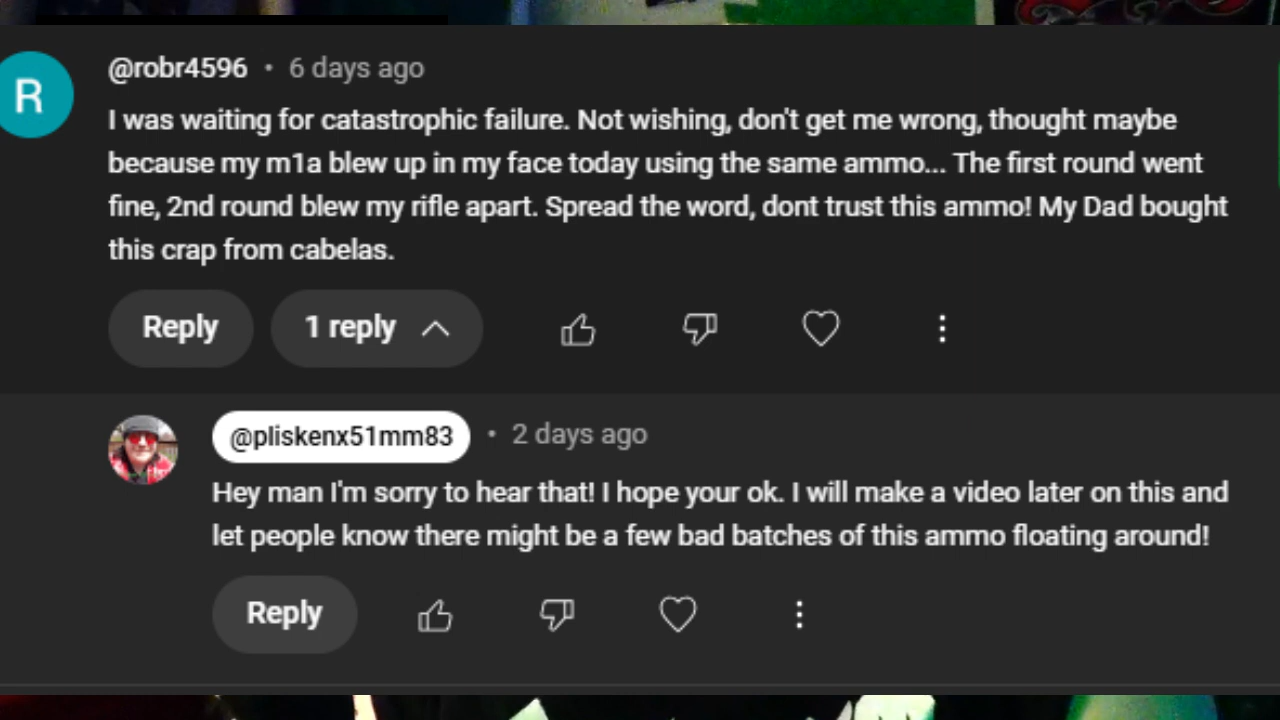 R
@robr4596 • 6 days ago
I was waiting for catastrophic failure. Not wishing, don't get me wrong, thought maybe
because my m1a blew up in my face today using the same ammo... The first round went
fine, 2nd round blew my rifle apart. Spread the word, dont trust this ammo! My Dad bought
this crap from cabelas.
Reply 1 reply
@pliskenx51mm83 • 2 days ago
Hey man I'm sorry to hear that! I hope your ok. I will make a video later on this and
let people know there might be a few bad batches of this ammo floating around!
Reply